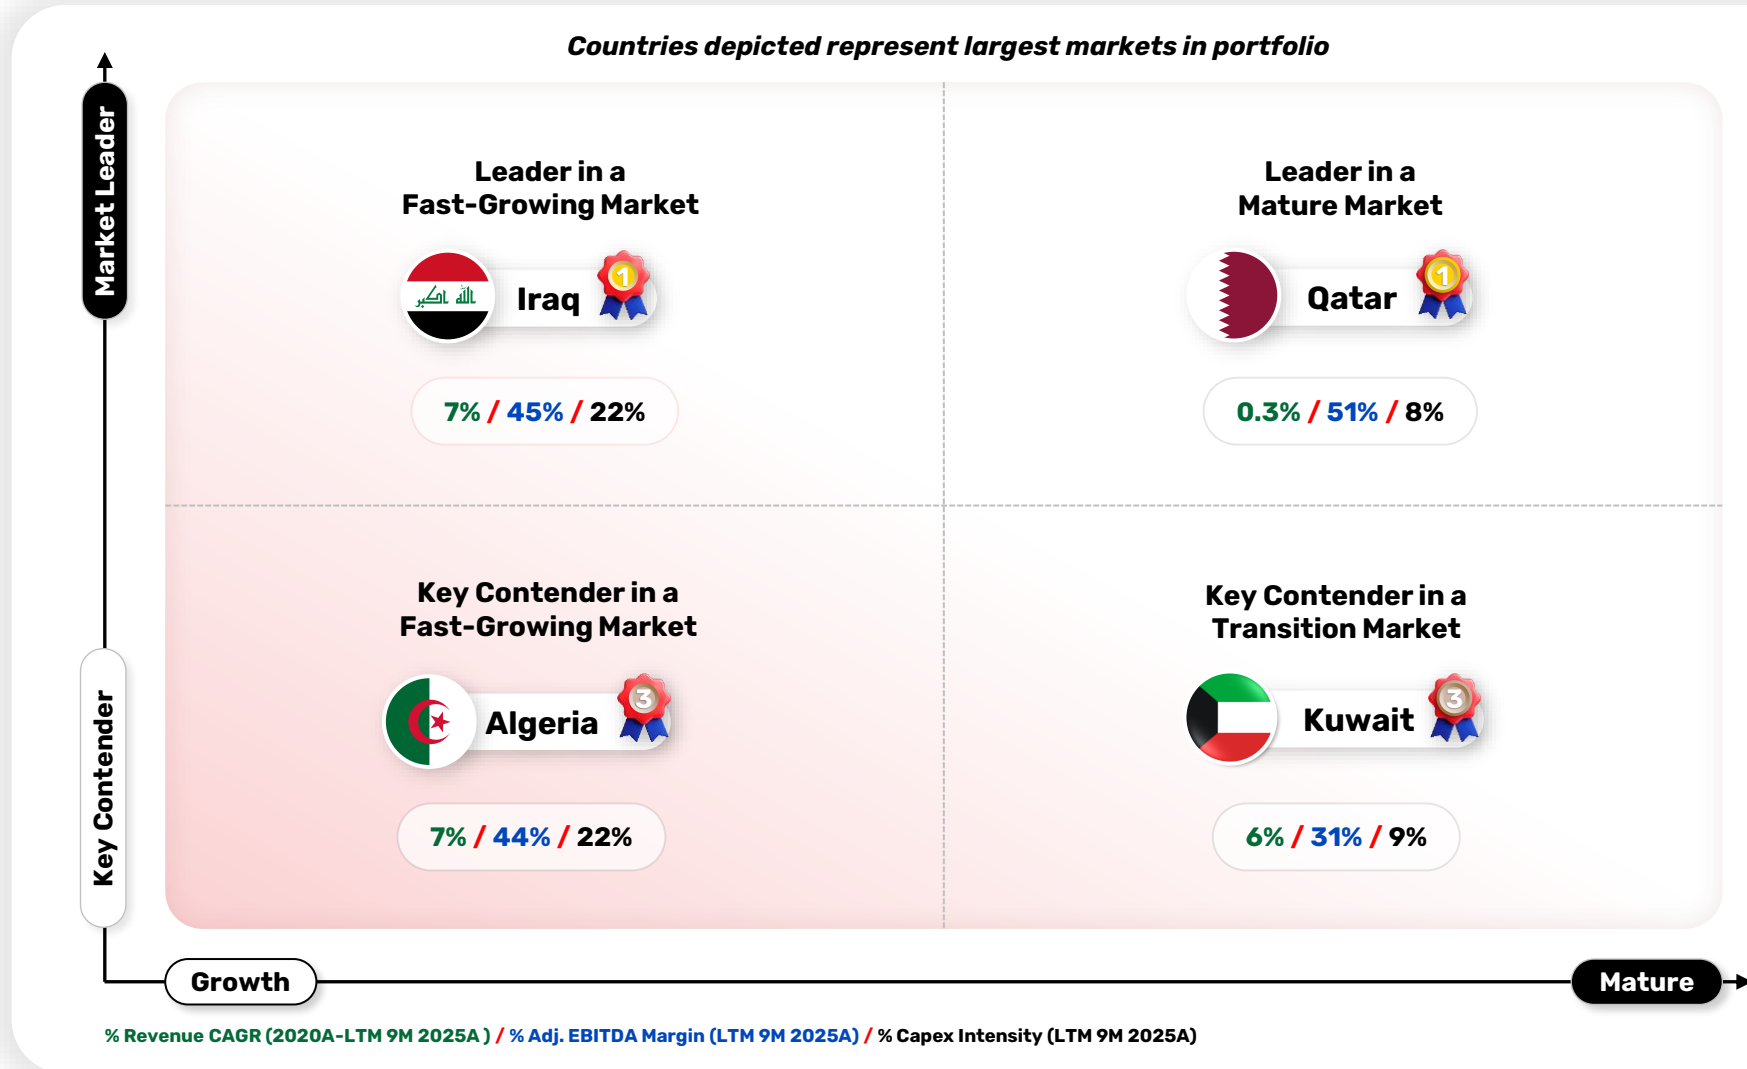 Countries depicted represent largest markets in portfolio
Market Leader
Leader in a
Fast-Growing Market
الله اكبر
Iraq
1
7% / 45% / 22%
Leader in a
Mature Market
Qatar
1
0.3% / 51% / 8%
Key Contender
Key Contender in a
Fast-Growing Market
Algeria
3
7% / 44% / 22%
Key Contender in a
Transition Market
Kuwait
3
6% / 31% / 9%
Growth
Mature
% Revenue CAGR (2020A-LTM 9M 2025A ) / % Adj. EBITDA Margin (LTM 9M 2025A) / % Capex Intensity (LTM 9M 2025A)